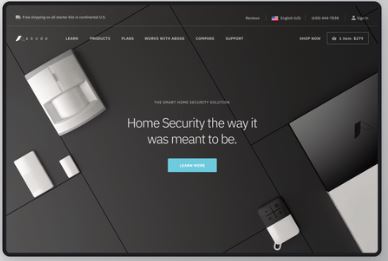 Free shipping on all starter Kits in continental U.S.
Reviews
English (US)
Sign In
abode
LEARN
PRODUCTS
PLANS
WORKS WITH ABODE
COMPARE
SUPPORT
SHOP NOW
1 item $279
THE SMART HOME SECURITY SOLUTION
Home Security the way it
was meant to be.
LEARN MORE